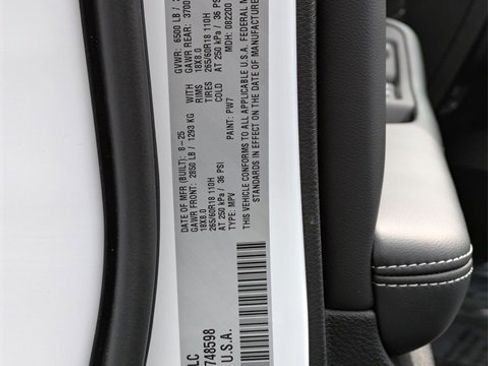 LC
DATE OF MFR (BUILT): 8-25
GVWR: 6500 LB /
GAWR FRONT: 2850 LB / 1293 KG WITH
GAWR REAR: 3700
18X8.0 RIMS 18X8.0
265/60R18 110H TIRES 265/60R18 110H
AT 250 kPa / 36 PSI COLD AT 250 kPa / 36 PS
748598
TYPE: MPV
PAINT: PW7
MDH: 082200
U.S.A.
THIS VEHICLE CONFORMS TO ALL APPLICABLE U.S.A. FEDERAL M
STANDARDS IN EFFECT ON THE DATE OF MANUFACTURE